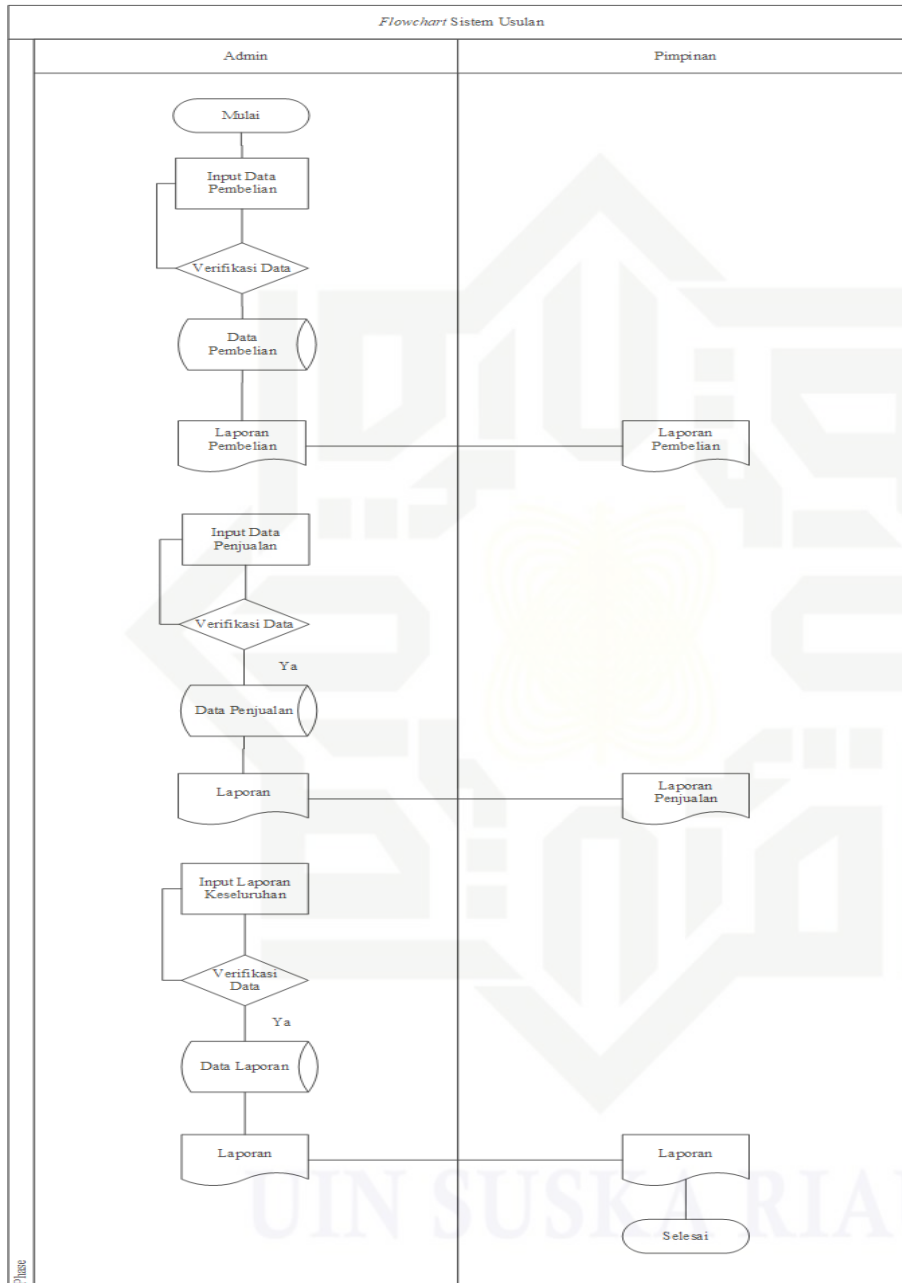 Flowchart Sistem Usulan
Admin
Pimpinan
Mulai
Input Data
Pembelian
Verifikasi Data
Data
Pembelian
Laporan
Pembelian
Laporan
Pembelian
Input Data
Penjualan
Verifikasi Data
Ya
Data Penjualan
Laporan
Laporan
Penjualan
Input Laporan
Keseluruhan
Verifikasi
Data
Ya
Data Laporan
Laporan
Laporan
Selesai
UIN SUSKA RIAU
Phase